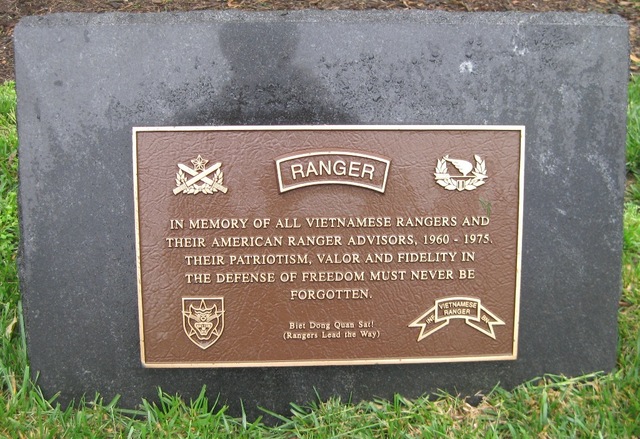 RANGER
IN MEMORY OF ALL VIETNAMESE RANGERS AND
THEIR AMERICAN RANGER ADVISORS, 1960 - 1975.
THEIR PATRIOTISM, VALOR AND FIDELITY IN
THE DEFENSE OF FREEDOM MUST NEVER BE
FORGOTTEN.
Biet Dong Quan Sat!
(Rangers Lead the Way)
VIETNAMESE
RANGER